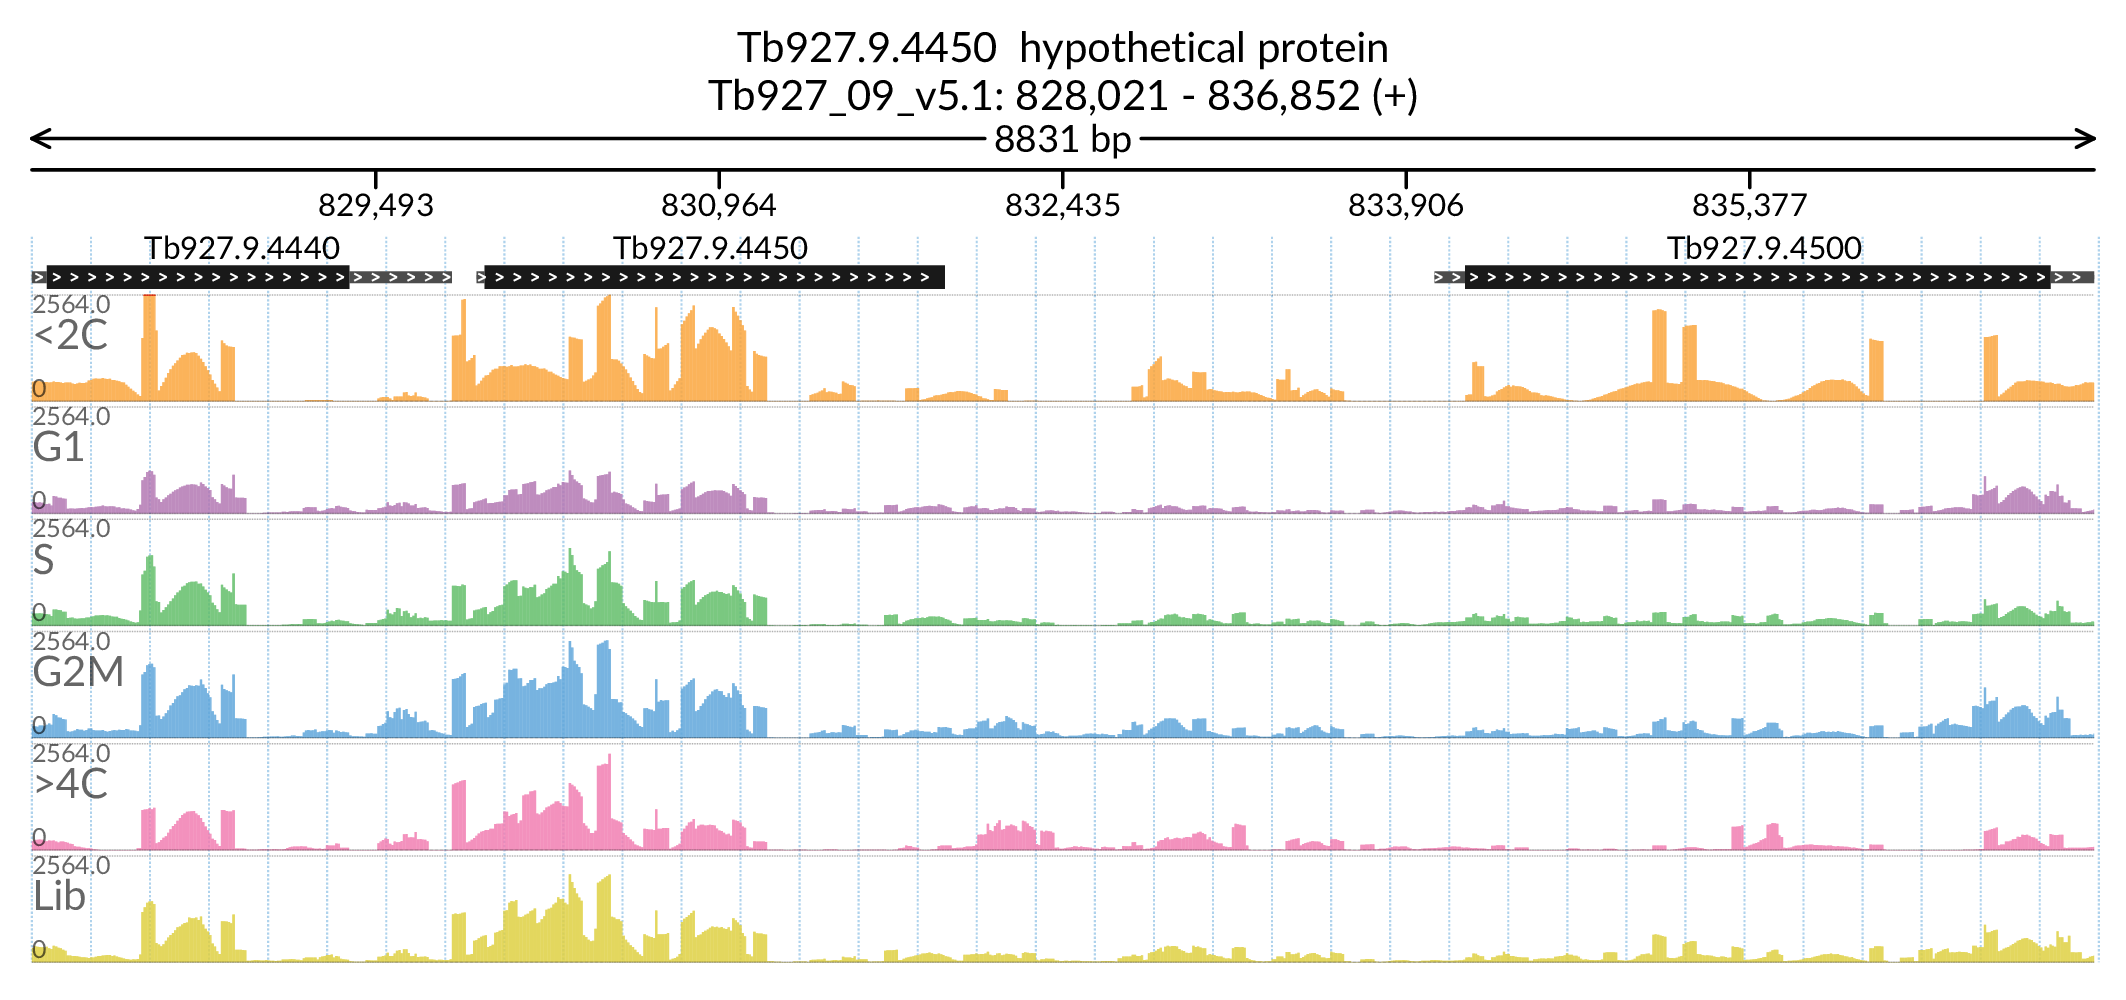 Tb927.9.4450  hypothetical protein
Tb927_09_v5.1: 828,021 - 836,852 (+)
8831 bp
829,493 830,964 832,435 833,906 835,377
Tb927.9.4440 Tb927.9.4450 Tb927.9.4500
2564.0
<2C
0
2564.0
G1
0
2564.0
S
0
2564.0
G2M
0
2564.0
>4C
0
2564.0
Lib
0